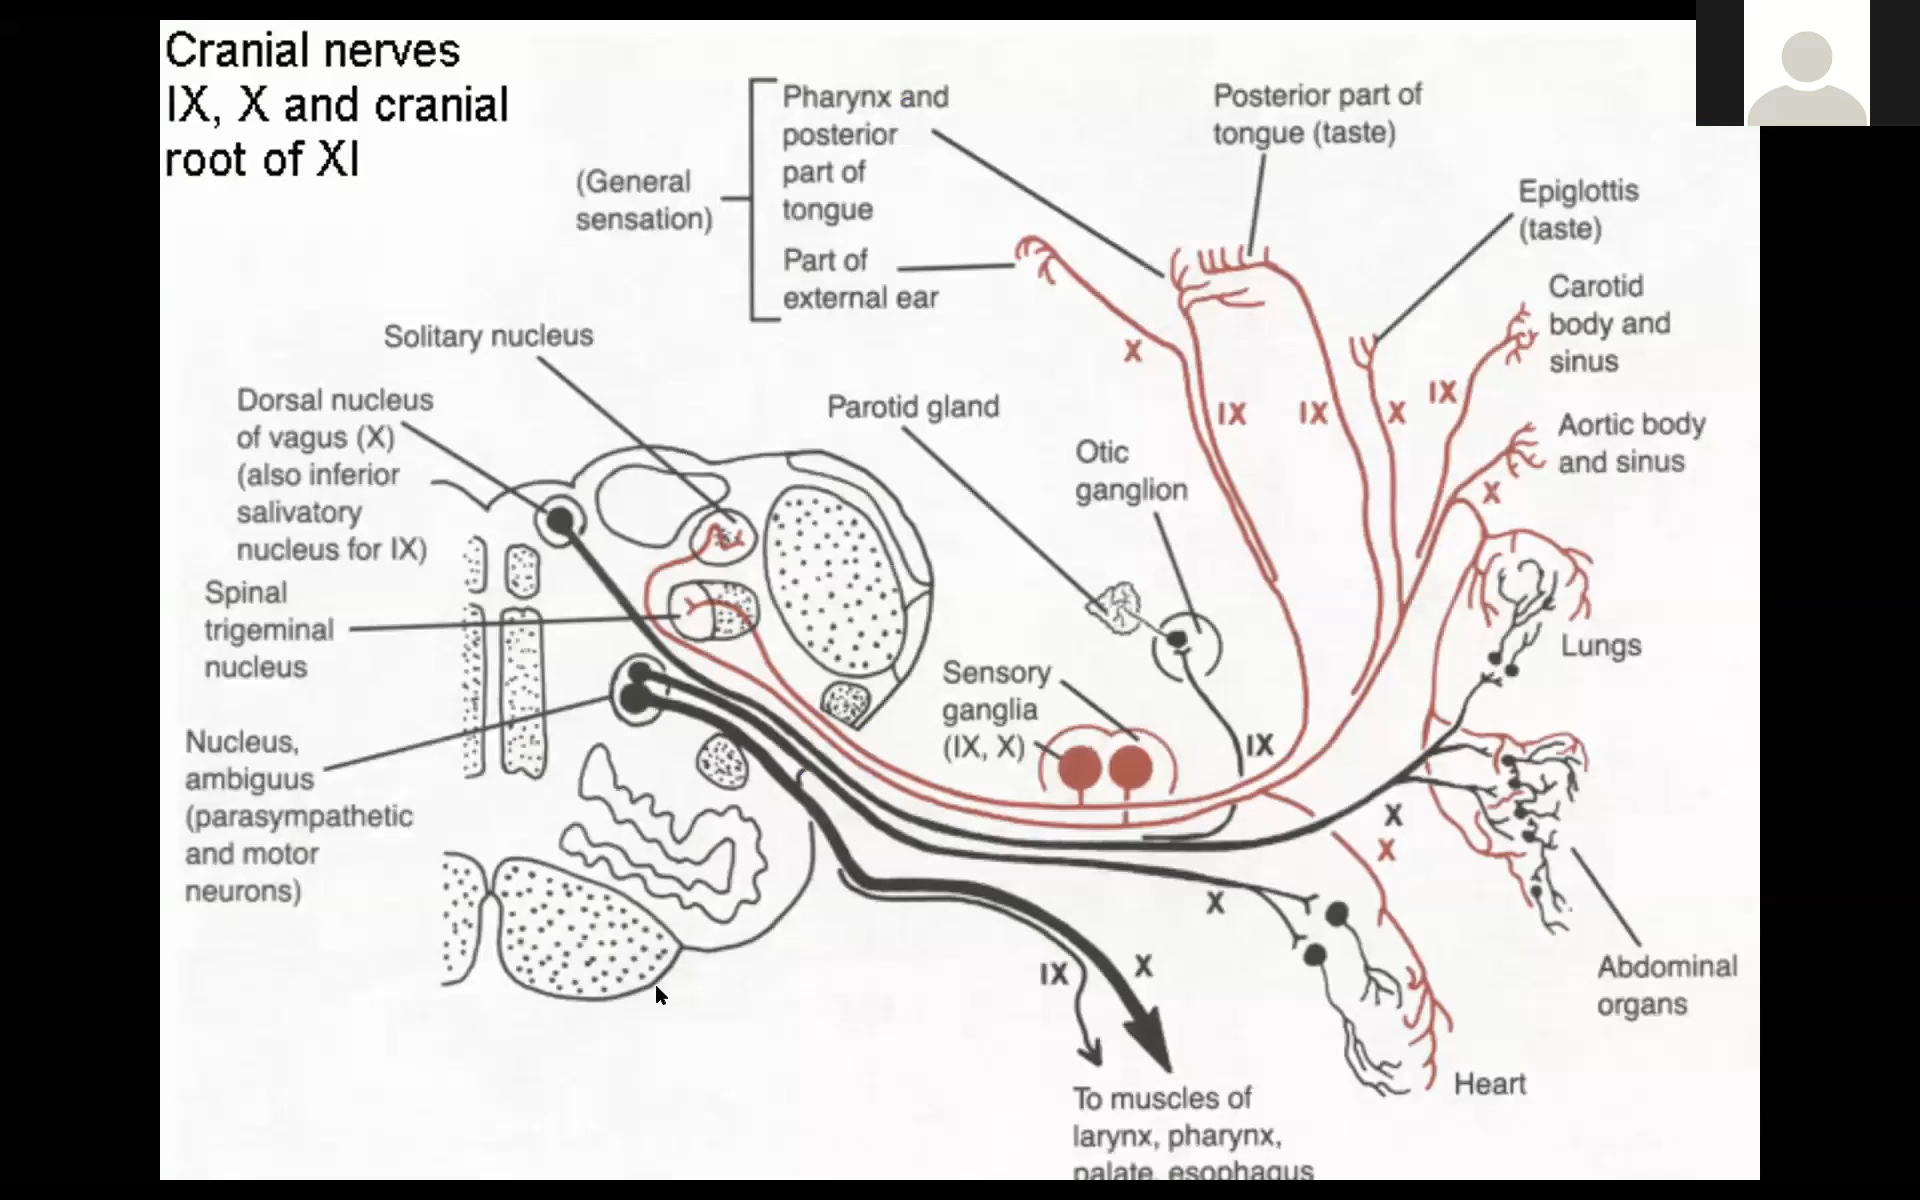 Cranial nerves
IX, X and cranial
root of XI
(General
sensation)
Pharynx and
posterior
part of
tongue
Part of
external ear
Posterior part of
tongue (taste)
Epiglottis
(taste)
Carotid
body and
sinus
Aortic body
and sinus
Solitary nucleus
Dorsal nucleus
of vagus (X)
(also inferior
salivatory
nucleus for IX)
Spinal
trigeminal
nucleus
Nucleus,
ambiguus
(parasympathetic
and motor
neurons)
Parotid gland
Otic
ganglion
Sensory
ganglia
(IX, X)
X
IX
IX
X
IX
X
IX
X
X
X
IX
X
Lungs
Abdominal
organs
Heart
To muscles of
larynx, pharynx,
palate, esophagus